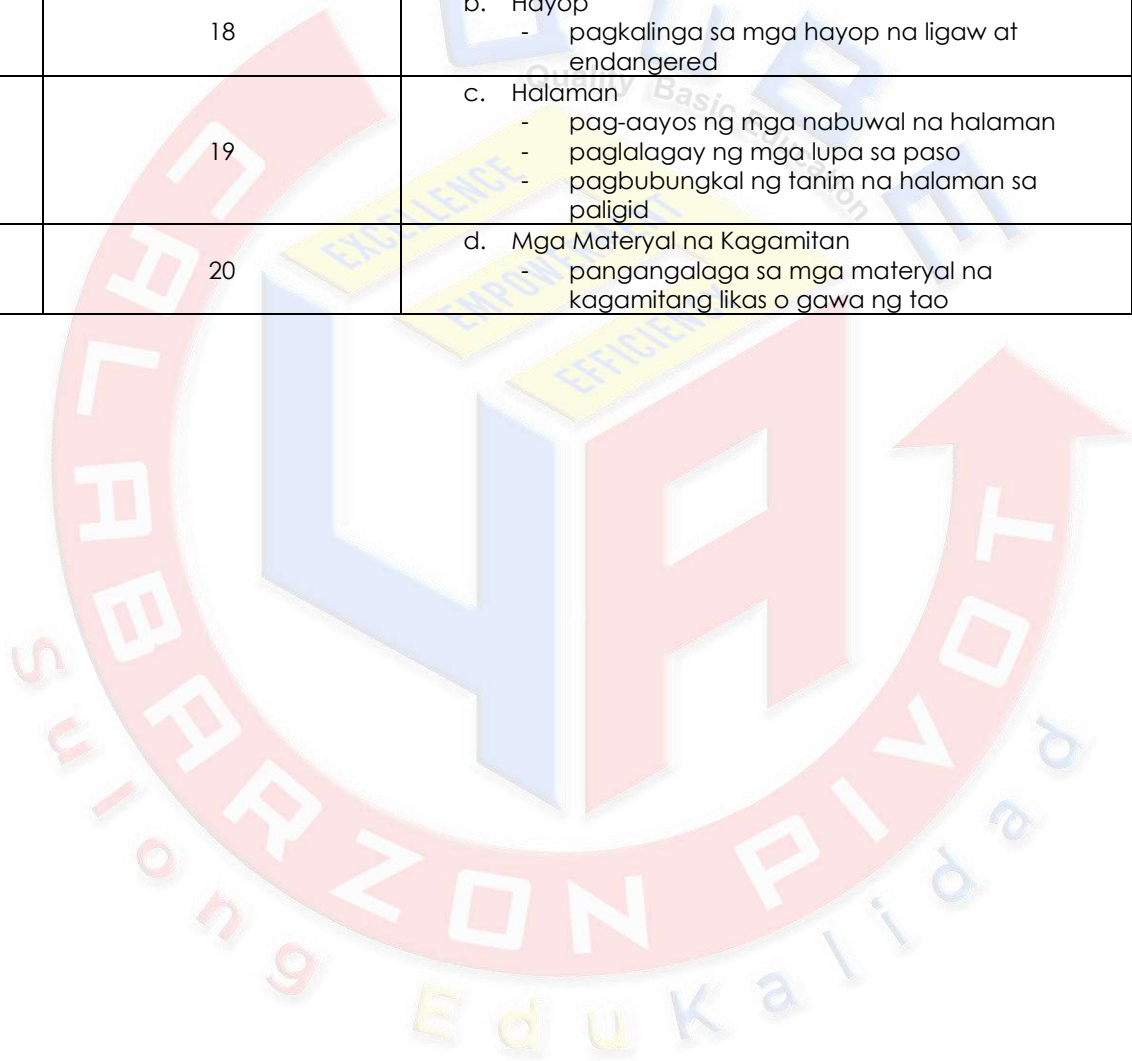 b. Hayop
18
- pagkalinga sa mga hayop na ligaw at
endangered
c. Halaman
- pag-aayos ng mga nabuwal na halaman
19
- paglalagay ng mga lupa sa paso
- pagbubungkal ng tanim na halaman sa
paligid
d. Mga Materyal na Kagamitan
20
- pangangalaga sa mga materyal na
kagamitang likas o gawa ng tao
Quality Basic Education
CUBE
EXCELLENCE
EMPOWERMENT
EFFICIENCY
4A
CALABARZON PIVOT
Sulong EduKalidad